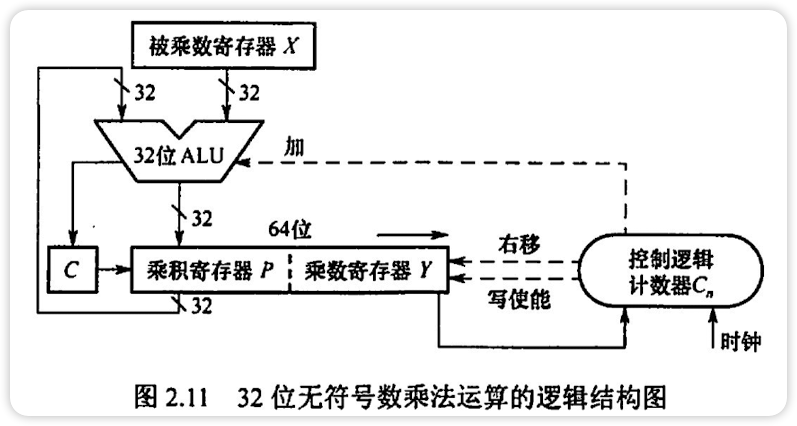 被乘数寄存器 X
32
32
32位 ALU
加
32
64位
C
乘积寄存器 P
乘数寄存器 Y
右移
写使能
控制逻辑
计数器Cn
32
时钟
图 2.11 32 位无符号数乘法运算的逻辑结构图